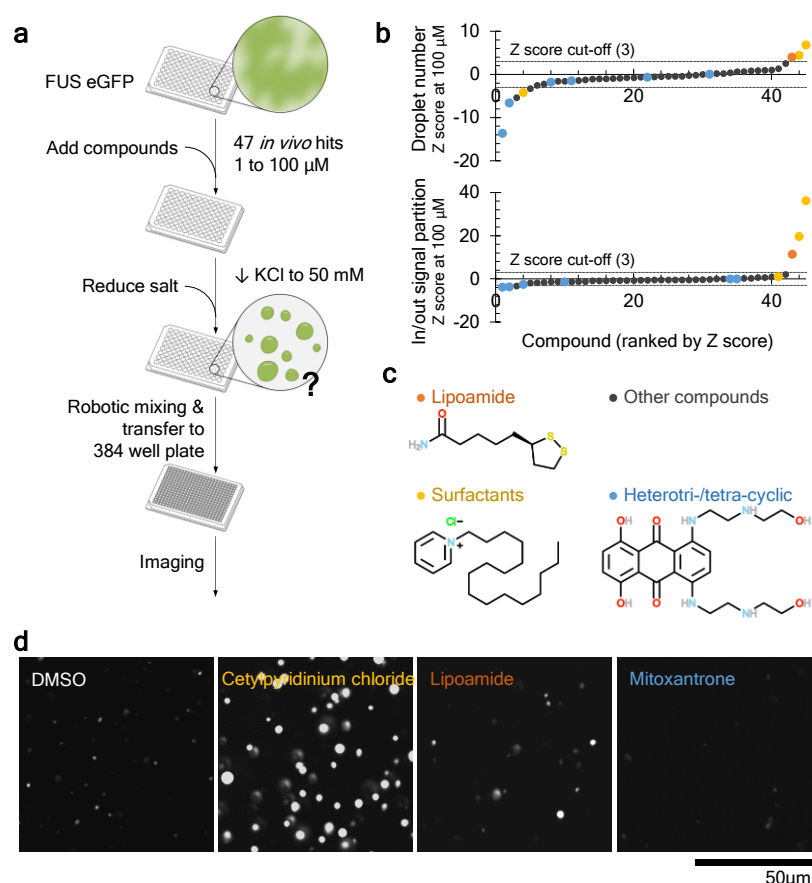 a
FUS eGFP
Add compounds
47 in vivo hits
1 to 100 µM
Reduce salt
↓ KCl to 50 mM
?
Robotic mixing &
transfer to
384 well plate
Imaging
b
Droplet number
Z score at 100 µM
10
0
-10
-20
Z score cut-off (3)
0
20
40
In/out signal partition
Z score at 100 µM
40
20
0
-20
Z score cut-off (3)
0
20
40
Compound (ranked by Z score)
c
Lipoamide
O
H₂N
S
S
Other compounds
Surfactants
Cl−
N
+
Heterotri-/tetra-cyclic
OH O HN NH OH
OH O HN NH OH
d
DMSO
Cetylpyridinium chloride
Lipoamide
Mitoxantrone
50um